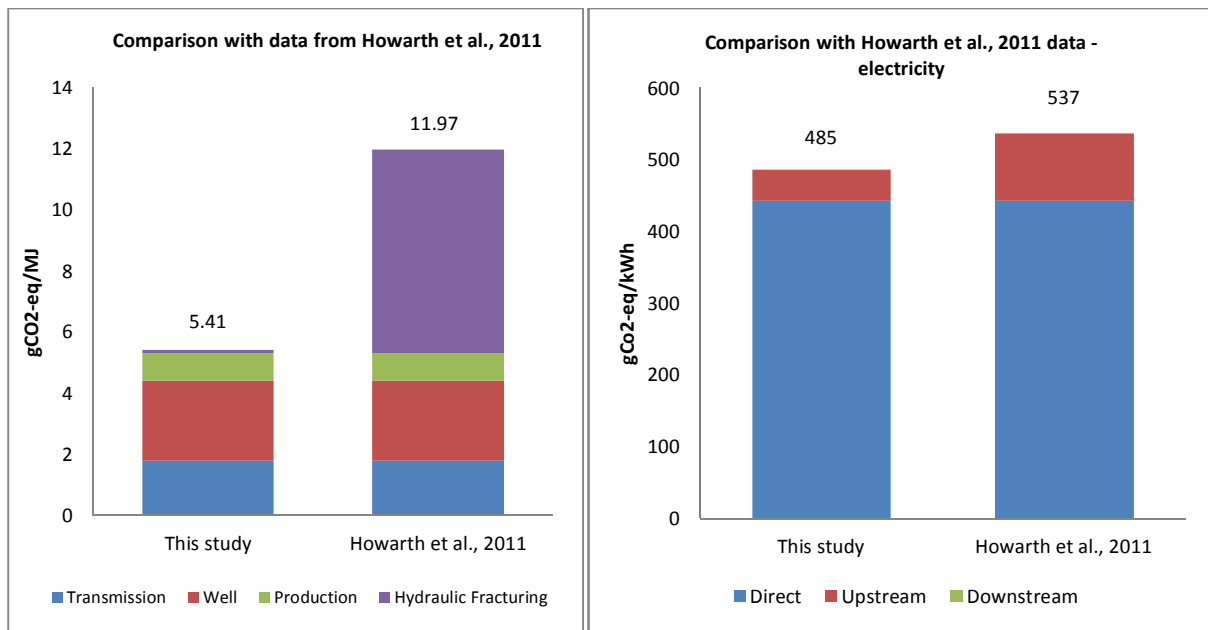 Comparison with data from Howarth et al., 2011
gCO2-eq/MJ
14
12
10
8
6
4
2
0
5.41
11.97
This study
Howarth et al., 2011
Transmission
Well
Production
Hydraulic Fracturing
Comparison with Howarth et al., 2011 data -
electricity
gCo2-eq/kWh
600
500
400
300
200
100
0
485
537
This study
Howarth et al., 2011
Direct
Upstream
Downstream